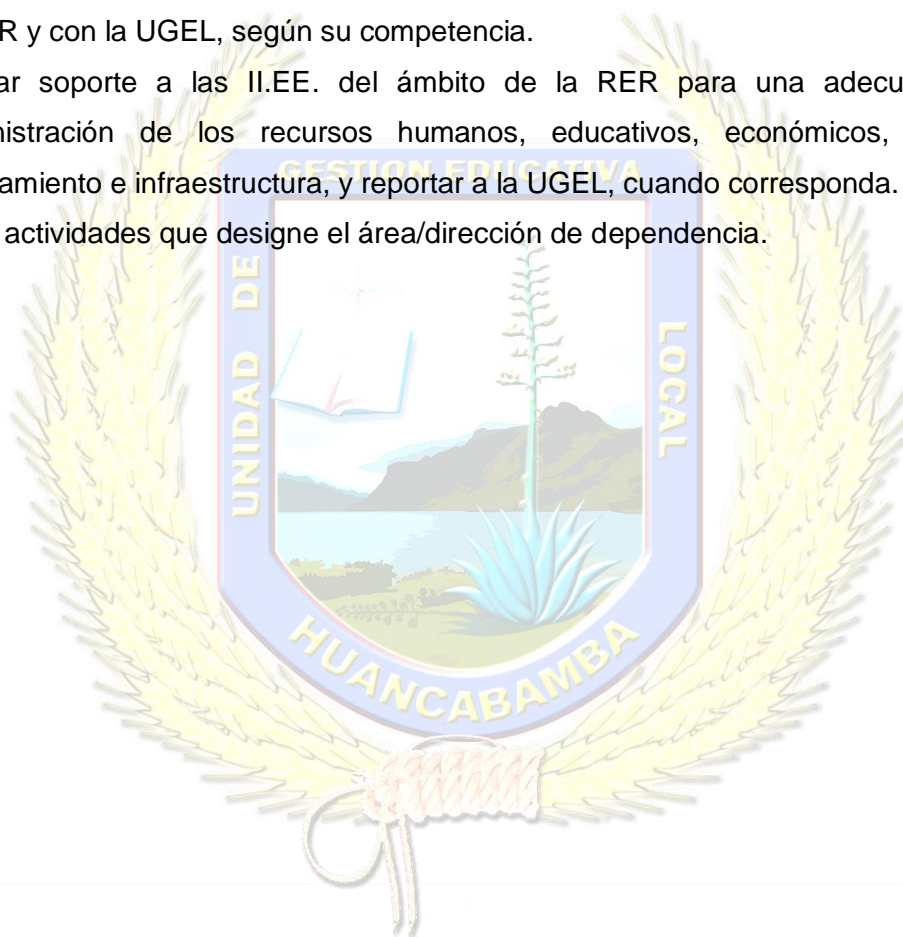 R y con la UGEL, según su competencia.
ar soporte a las II.EE. del ámbito de la RER para una adecu
nistración de los recursos humanos, educativos, económicos,
amiento e infraestructura, y reportar a la UGEL, cuando corresponda.
actividades que designe el área/dirección de dependencia.
UNIDAD DE
GESTION EDUCATIVA
LOCAL
HUANCABAMBA